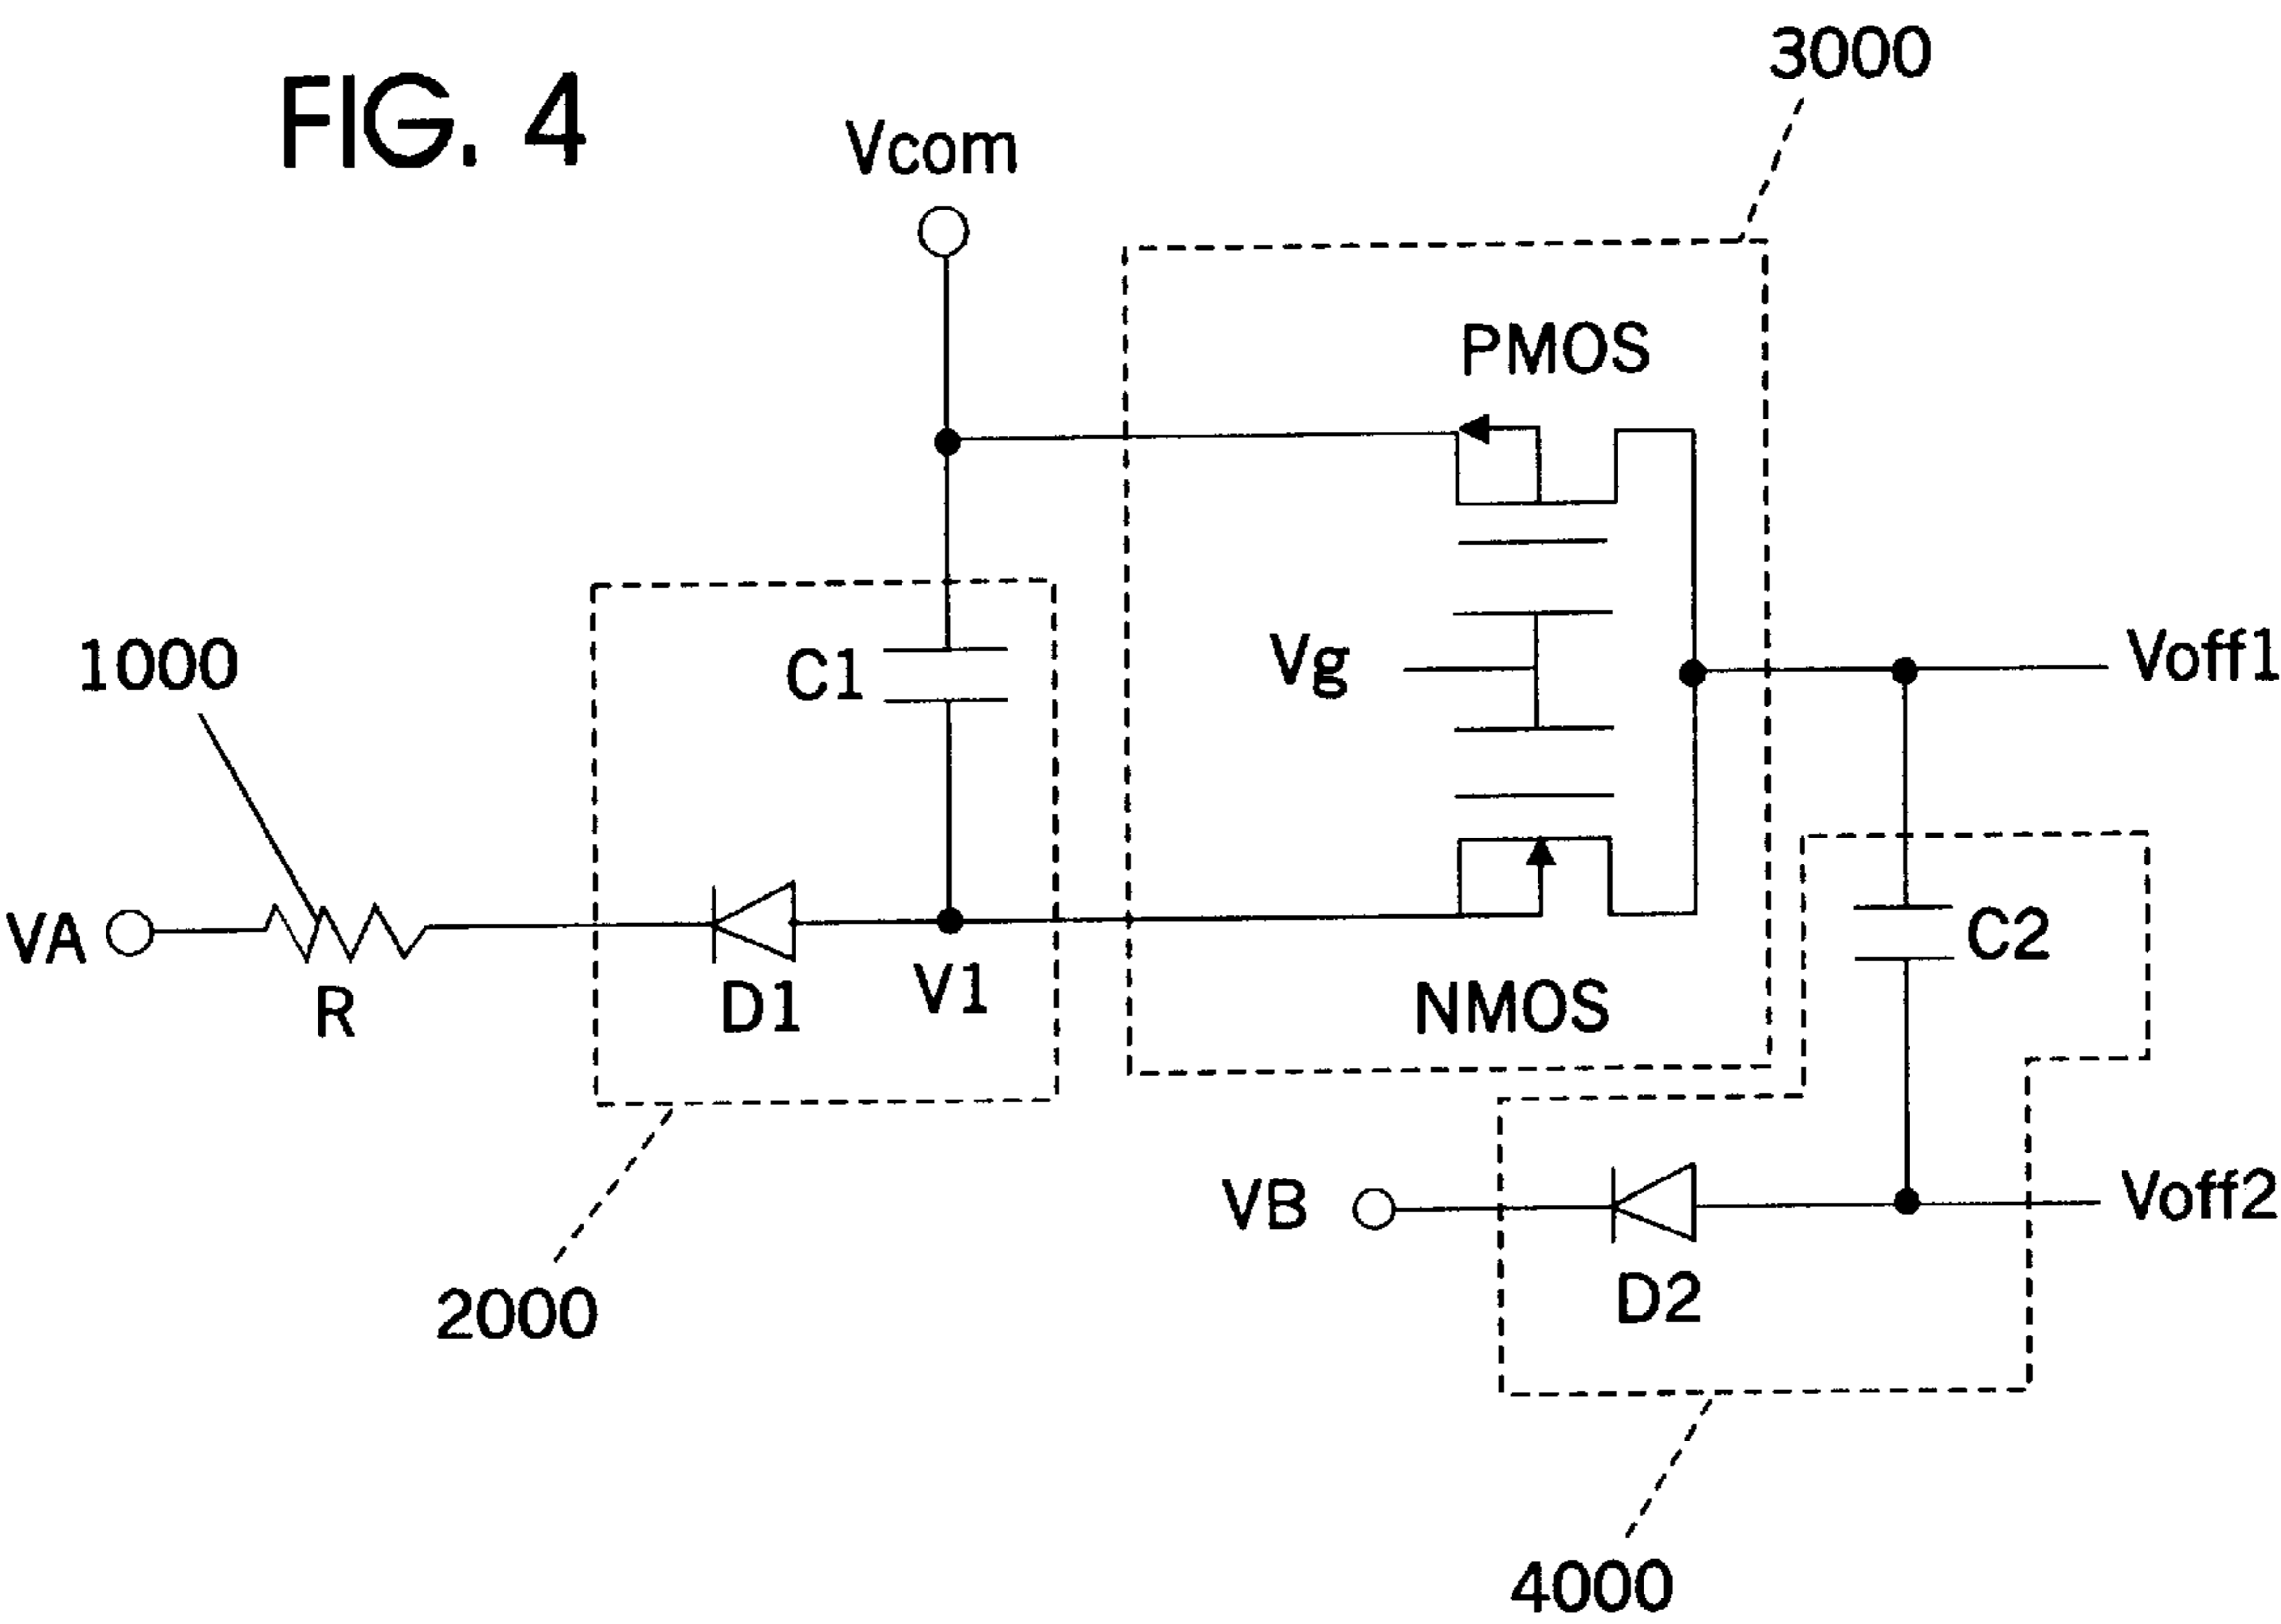 FIG. 4
3000
Vcom
PMOS
1000
C1
Vg
Voff1
VA
R
D1
V1
NMOS
C2
VB
Voff2
D2
2000
4000